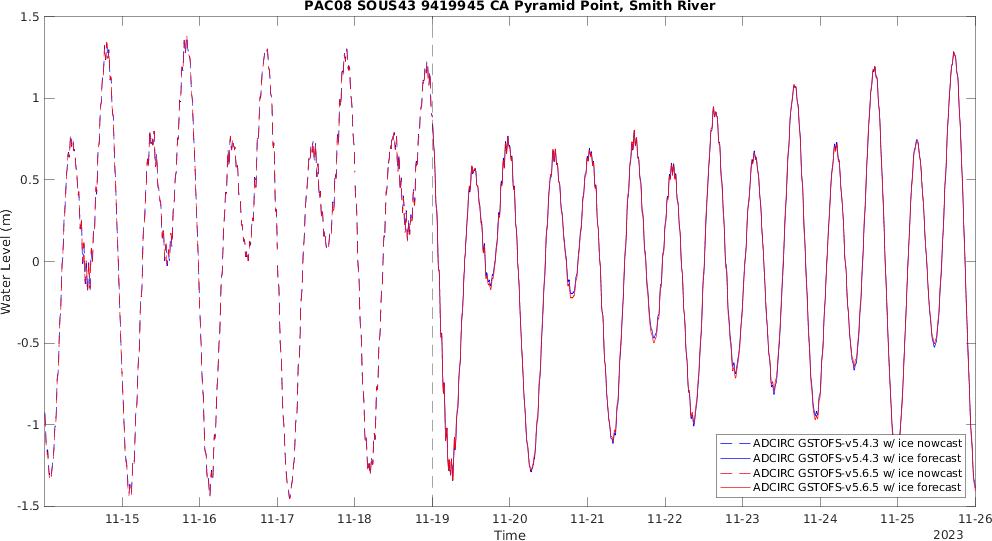 PAC08 SOUS43 9419945 CA Pyramid Point, Smith River
1.5
1
0.5
0
-0.5
-1
-1.5
Water Level (m)
11-15
11-16
11-17
11-18
11-19
11-20
11-21
11-22
11-23
11-24
11-25
11-26
Time
2023
ADCIRC GSTOFS-v5.4.3 w/ ice nowcast
ADCIRC GSTOFS-v5.4.3 w/ ice forecast
ADCIRC GSTOFS-v5.6.5 w/ ice nowcast
ADCIRC GSTOFS-v5.6.5 w/ ice forecast